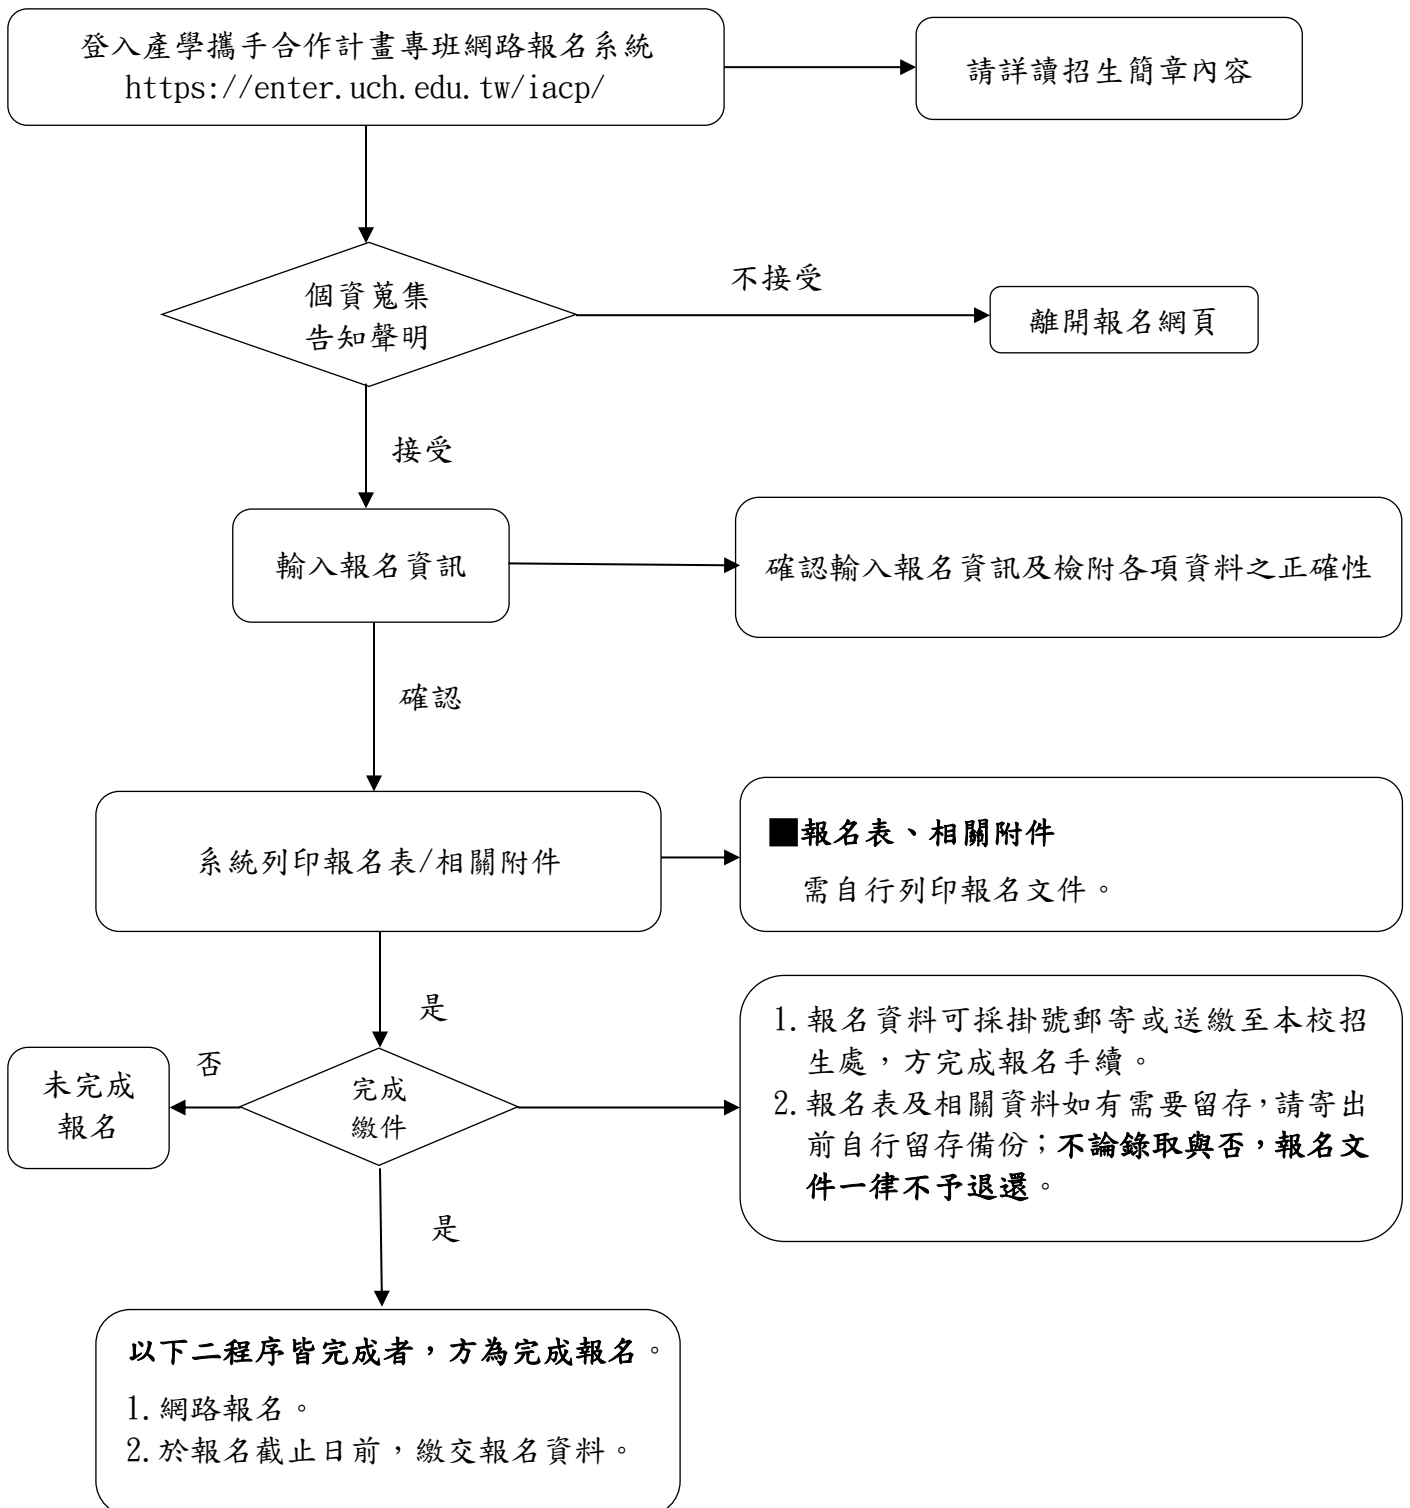 登入產學攜手合作計畫專班網路報名系統
https://enter.uch.edu.tw/iacp/
請詳讀招生簡章內容
個資蒐集
告知聲明
不接受
離開報名網頁
接受
輸入報名資訊
確認輸入報名資訊及檢附各項資料之正確性
確認
系統列印報名表/相關附件
■報名表、相關附件
需自行列印報名文件。
是
否
未完成
報名
完成
繳件
1.報名資料可採掛號郵寄或送繳至本校招
生處,方完成報名手續。
2.報名表及相關資料如有需要留存,請寄出
前自行留存備份;不論錄取與否,報名文
件一律不予退還。
是
以下二程序皆完成者,方為完成報名。
1.網路報名。
2.於報名截止日前,繳交報名資料。